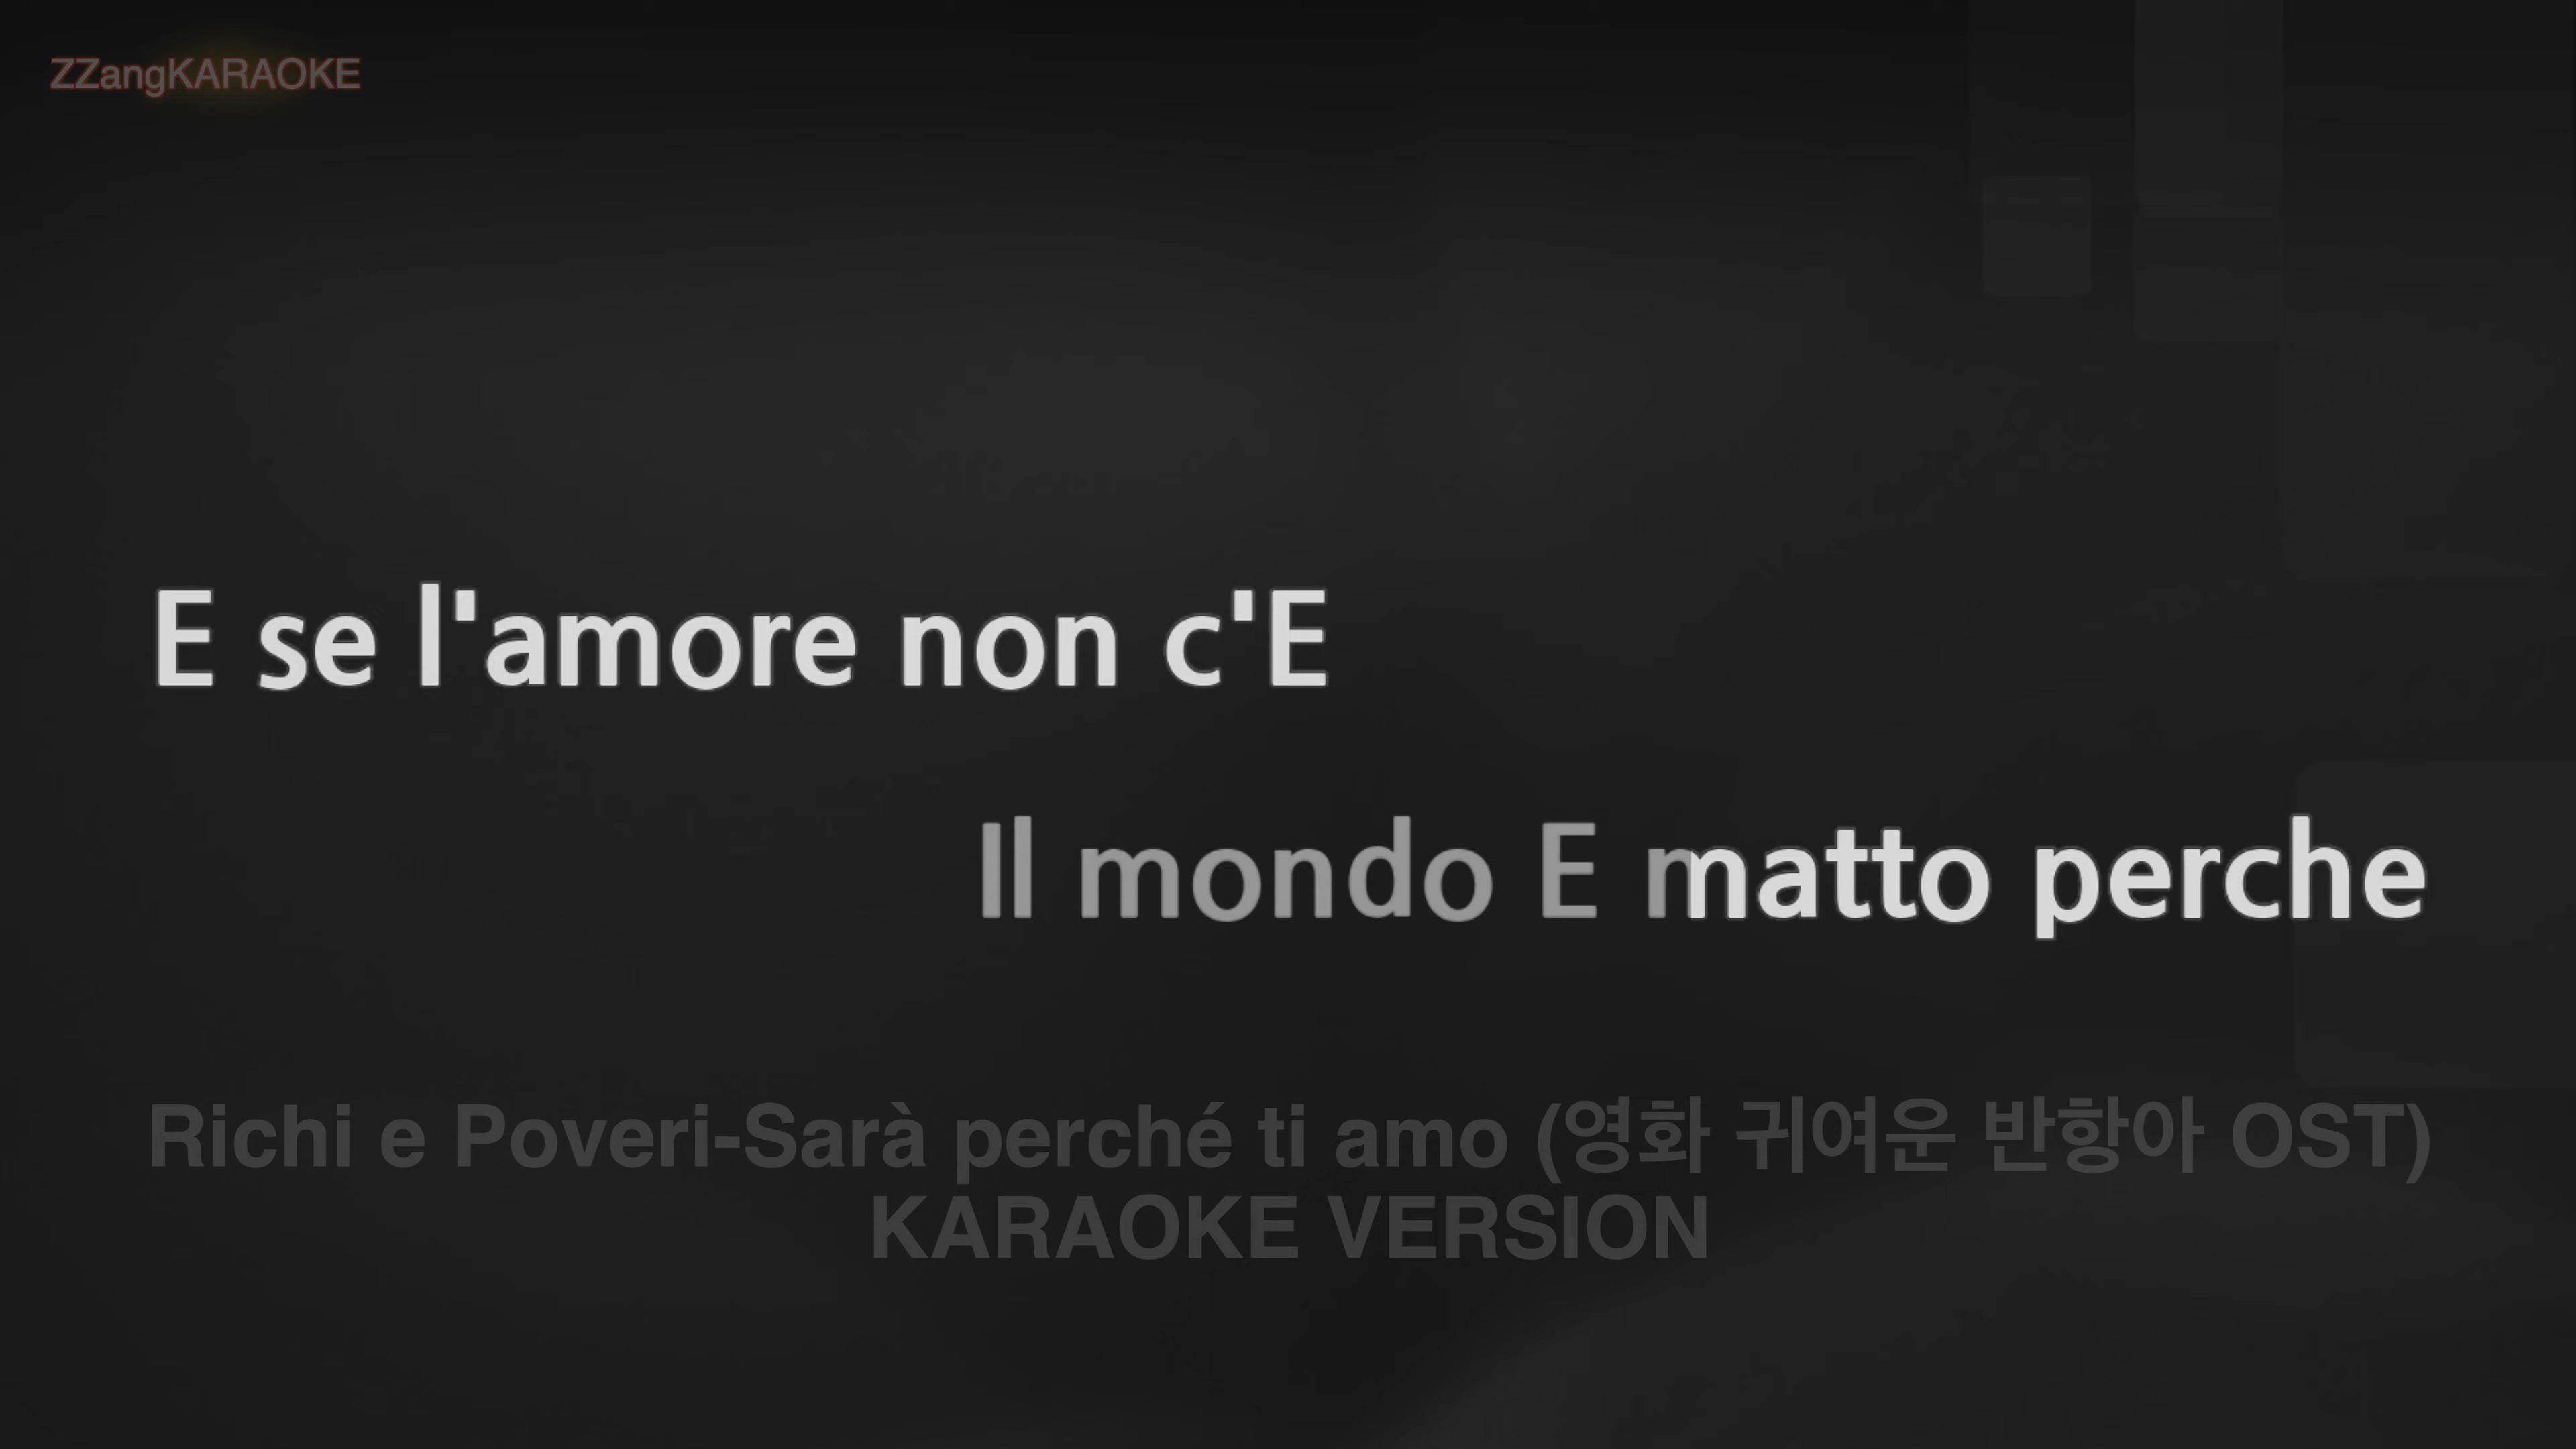 ZZangKARAOKE
E se l'amore non c'E
Il mondo E matto perche
Richi e Poveri-Sarà perché ti amo (영화 귀여운 반항아 OST)
KARAOKE VERSION